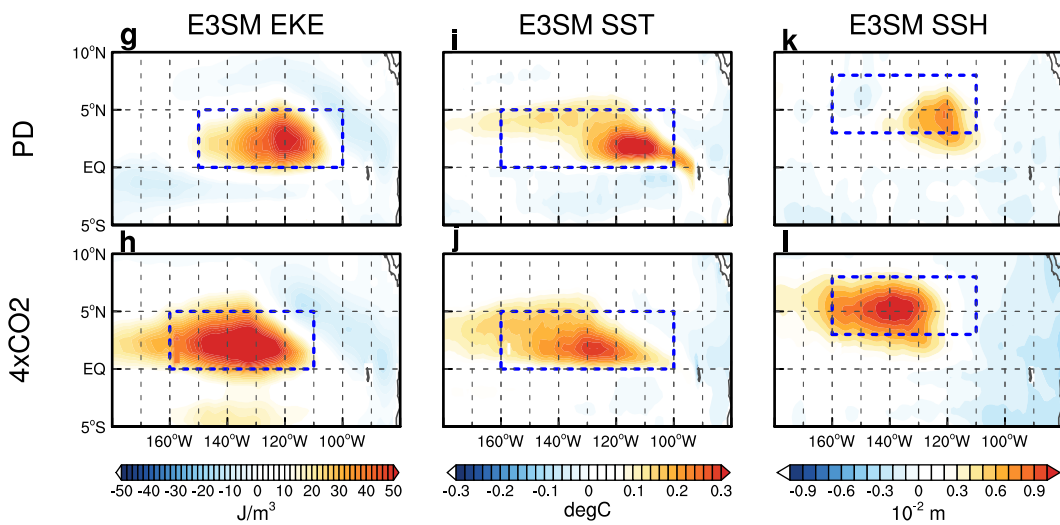 E3SM EKE E3SM SST E3SM SSH
g i k
10°N
5°N
EQ
5°S
PD
h j l
10°N
5°N
EQ
5°S
4xCO2
160°W 140°W 120°W 100°W 160°W 140°W 120°W 100°W 160°W 140°W 120°W 100°W
-50 -30 -10 0 10 20 30 40 50 -0.3 -0.2 -0.1 0 0.1 0.2 0.3 -0.9 -0.6 -0.3 0 0.3 0.6 0.9
J/m³ degC 10⁻² m